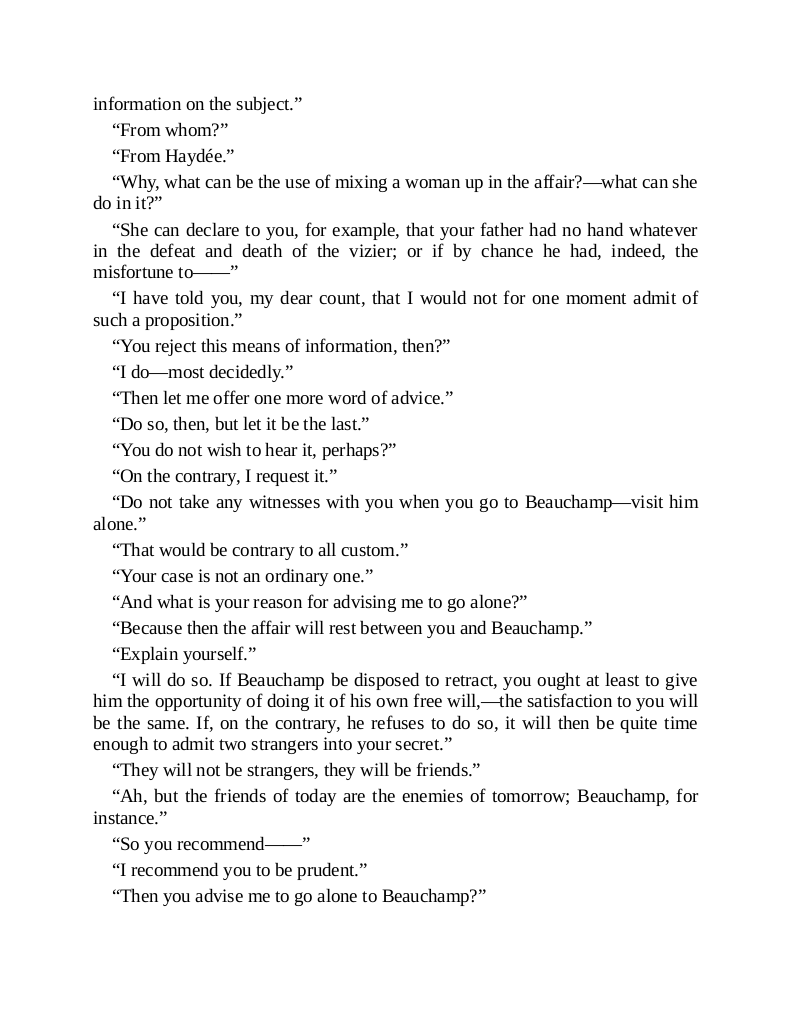 information on the subject.”
“From whom?”
“From Haydée.”
“Why, what can be the use of mixing a woman up in the affair?—what can she
do in it?”
“She can declare to you, for example, that your father had no hand whatever
in the defeat and death of the vizier; or if by chance he had, indeed, the
misfortune to——”
“I have told you, my dear count, that I would not for one moment admit of
such a proposition.”
“You reject this means of information, then?”
“I do—most decidedly.”
“Then let me offer one more word of advice.”
“Do so, then, but let it be the last.”
“You do not wish to hear it, perhaps?”
“On the contrary, I request it.”
“Do not take any witnesses with you when you go to Beauchamp—visit him
alone.”
“That would be contrary to all custom.”
“Your case is not an ordinary one.”
“And what is your reason for advising me to go alone?”
“Because then the affair will rest between you and Beauchamp.”
“Explain yourself.”
“I will do so. If Beauchamp be disposed to retract, you ought at least to give
him the opportunity of doing it of his own free will,—the satisfaction to you will
be the same. If, on the contrary, he refuses to do so, it will then be quite time
enough to admit two strangers into your secret.”
“They will not be strangers, they will be friends.”
“Ah, but the friends of today are the enemies of tomorrow; Beauchamp, for
instance.”
“So you recommend——”
“I recommend you to be prudent.”
“Then you advise me to go alone to Beauchamp?”